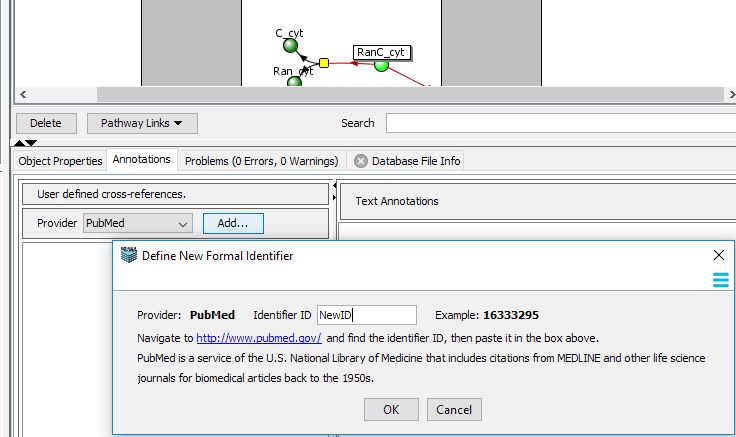 C_cyt
RanC_cyt
Ran_cyt
Delete
Pathway Links
Search
Object Properties
Annotations
Problems (0 Errors, 0 Warnings)
Database File Info
User defined cross-references.
Text Annotations
Provider
PubMed
Add...
Define New Formal Identifier
Provider: PubMed Identifier ID NewID Example: 16333295
Navigate to http://www.pubmed.gov/ and find the identifier ID, then paste it in the box above.
PubMed is a service of the U.S. National Library of Medicine that includes citations from MEDLINE and other life science
journals for biomedical articles back to the 1950s.
OK
Cancel